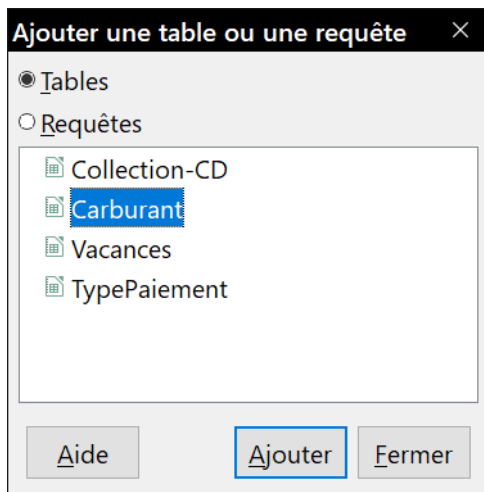 Ajouter une table ou une requête
Tables
Requêtes
Collection-CD
Carburant
Vacances
TypePaiement
Aide Ajouter Fermer